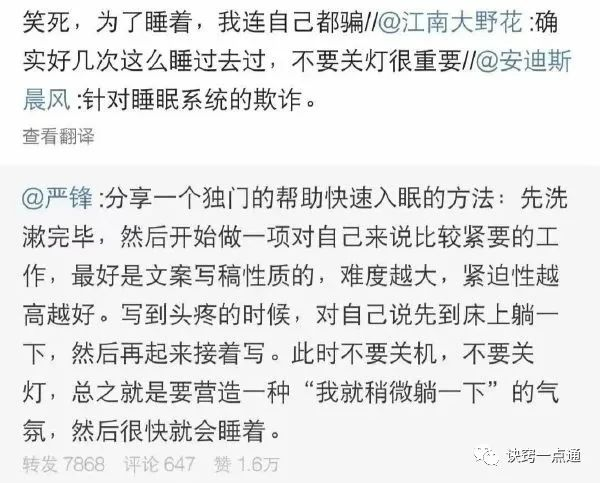 笑死，为了睡着，我连自己都骗//@江南大野花 :确
实好几次这么睡过去过，不要关灯很重要//@安迪斯
晨风 :针对睡眠系统的欺诈。
查看翻译
@严锋 :分享一个独门的帮助快速入眠的方法：先洗
漱完毕，然后开始做一项对自己来说比较紧要的工
作，最好是文案写稿性质的，难度越大，紧迫性越
高越好。写到头疼的时候，对自己说先到床上躺一
下，然后再起来接着写。此时不要关机，不要关
灯，总之就是要营造一种“我就稍微躺一下”的气
氛，然后很快就会睡着。
转发 7868 评论 647 赞 1.6万
诀窍一点通